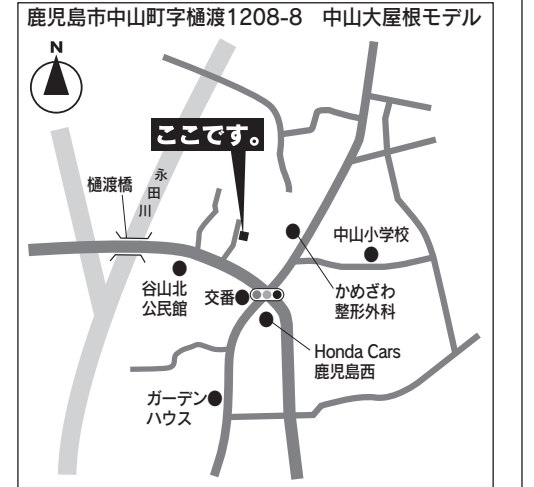 鹿児島市中山町字樋渡1208-8　中山大屋根モデル
N
ここです。
樋渡橋
永田川
中山小学校
谷山北
公民館
交番
かめざわ
整形外科
Honda Cars
鹿児島西
ガーデン
ハウス